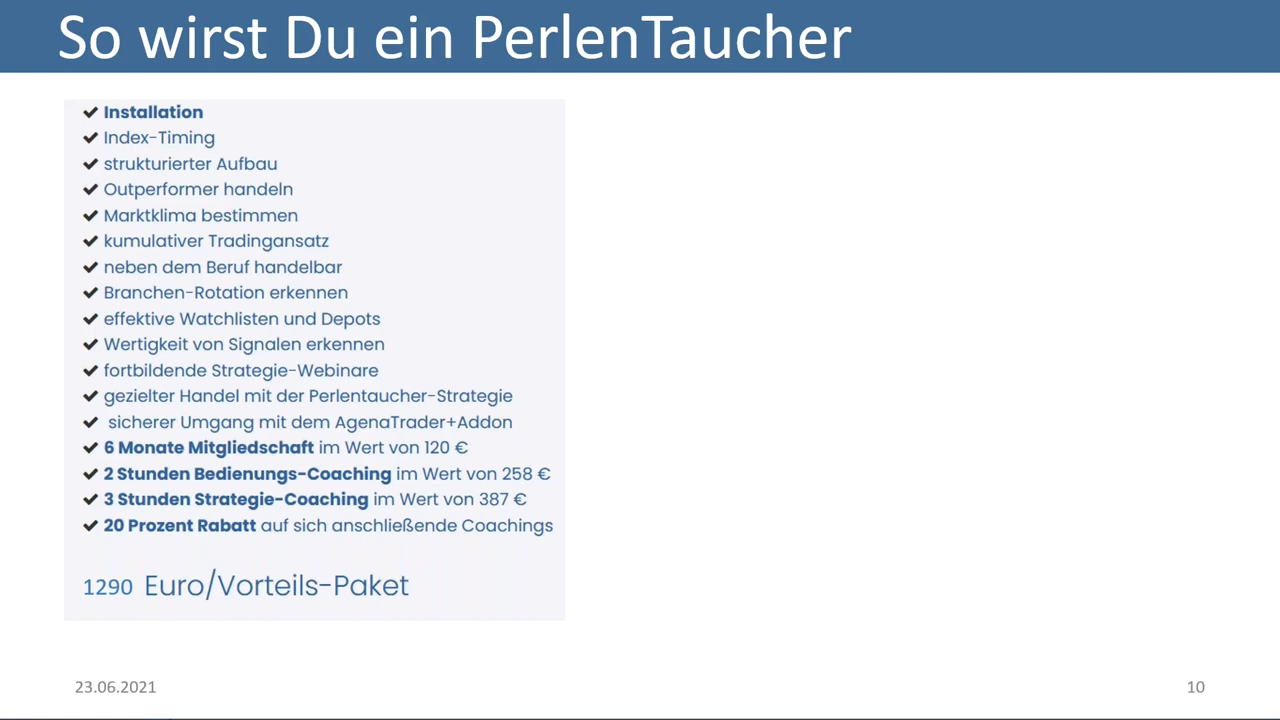 So wirst Du ein PerlenTaucher
✔ Installation
✔ Index-Timing
✔ strukturierter Aufbau
✔ Outperformer handeln
✔ Marktklima bestimmen
✔ kumulativer Tradingansatz
✔ neben dem Beruf handelbar
✔ Branchen-Rotation erkennen
✔ effektive Watchlisten und Depots
✔ Wertigkeit von Signalen erkennen
✔ fortbildende Strategie-Webinare
✔ gezielter Handel mit der Perlentaucher-Strategie
✔ sicherer Umgang mit dem AgenaTrader+Addon
✔ 6 Monate Mitgliedschaft im Wert von 120 €
✔ 2 Stunden Bedienungs-Coaching im Wert von 258 €
✔ 3 Stunden Strategie-Coaching im Wert von 387 €
✔ 20 Prozent Rabatt auf sich anschließende Coachings
1290 Euro/Vorteils-Paket
23.06.2021
10